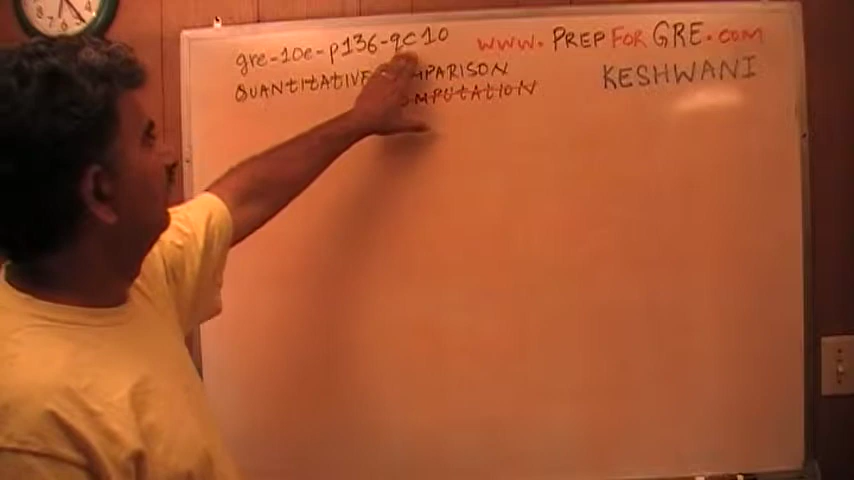 gre-10e-p136-qc10
www.PREPFORGRE.com
QUANTITATIVE COMPARISON
KESHWANI
COMPUTATION